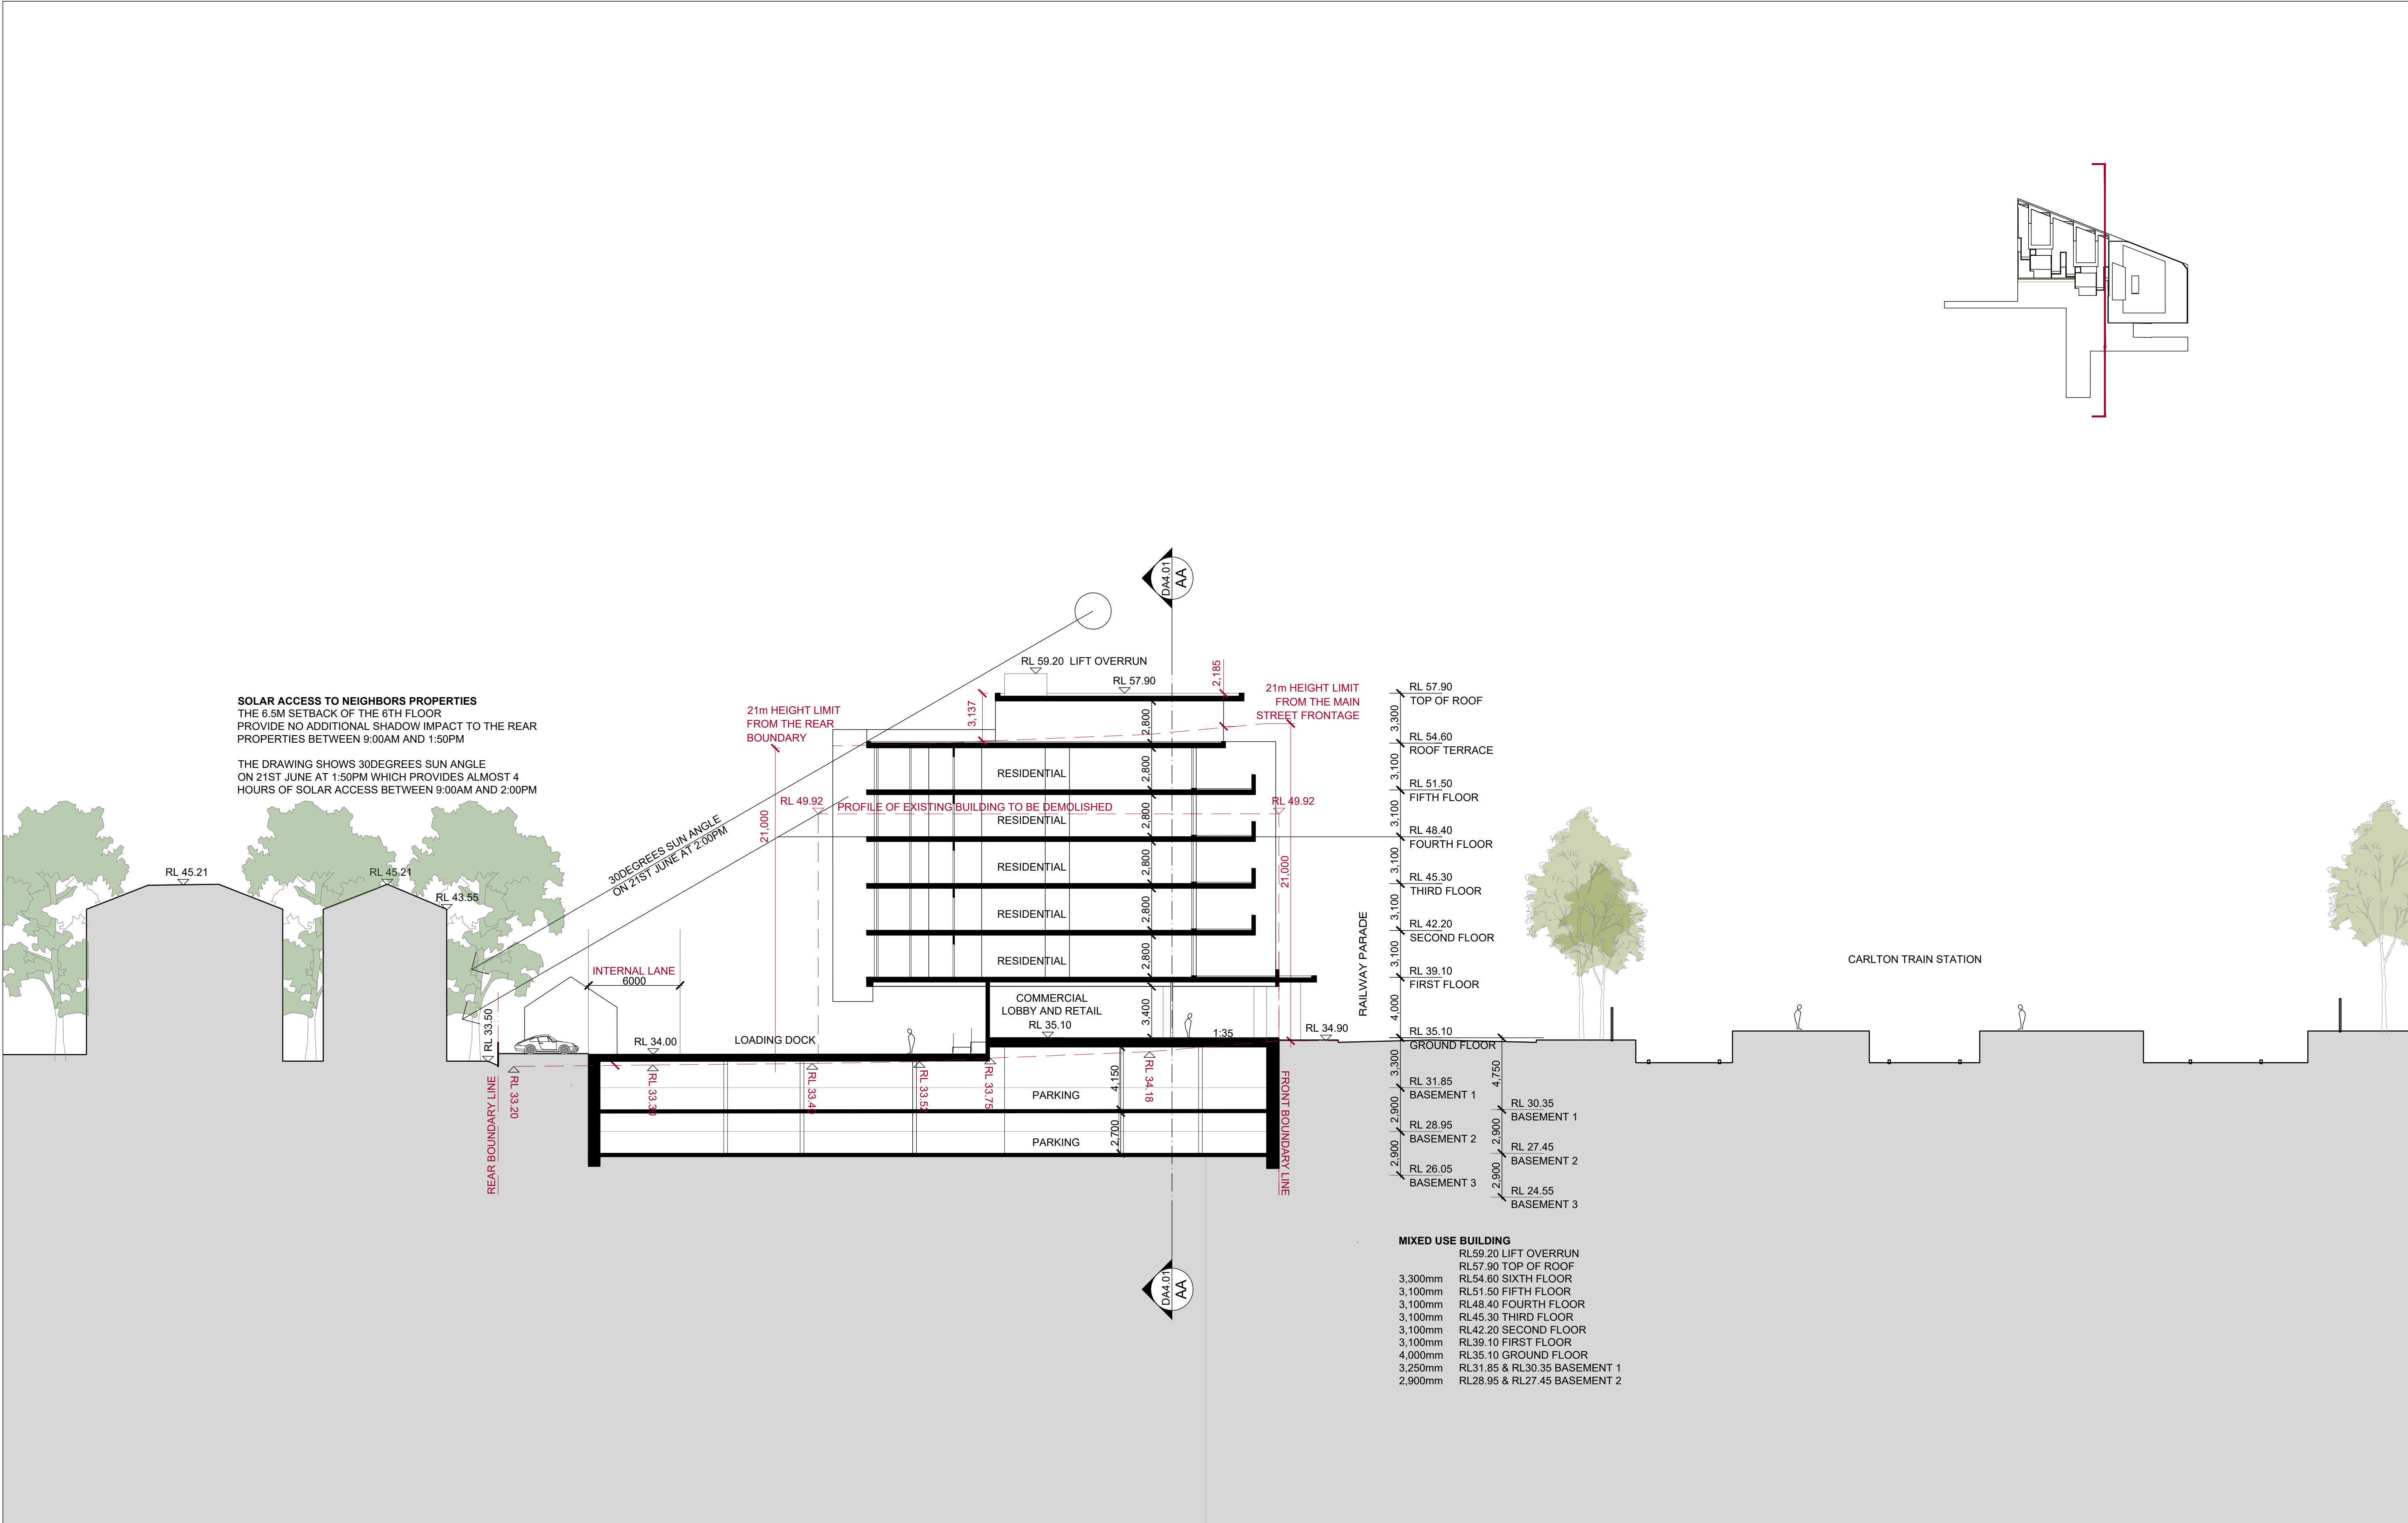 DA4.01
AA
RL 59.20 LIFT OVERRUN
RL 57.90
2,185
3,137
21m HEIGHT LIMIT
FROM THE MAIN
STREET FRONTAGE
21m HEIGHT LIMIT
FROM THE REAR
BOUNDARY
SOLAR ACCESS TO NEIGHBORS PROPERTIES
THE 6.5M SETBACK OF THE 6TH FLOOR
PROVIDE NO ADDITIONAL SHADOW IMPACT TO THE REAR
PROPERTIES BETWEEN 9:00AM AND 1:50PM
THE DRAWING SHOWS 30DEGREES SUN ANGLE
ON 21ST JUNE AT 1:50PM WHICH PROVIDES ALMOST 4
HOURS OF SOLAR ACCESS BETWEEN 9:00AM AND 2:00PM
RL 45.21
RL 45.21
RL 43.55
30DEGREES SUN ANGLE
ON 21ST JUNE AT 2:00PM
21,000
RL 49.92
PROFILE OF EXISTING BUILDING TO BE DEMOLISHED
RL 49.92
21,000
2,800
RESIDENTIAL
2,800
RESIDENTIAL
2,800
RESIDENTIAL
2,800
RESIDENTIAL
2,800
RESIDENTIAL
2,800
INTERNAL LANE
6000
COMMERCIAL
LOBBY AND RETAIL
RL 35.10
3,400
1:35
RL 34.90
RL 33.50
RL 34.00
LOADING DOCK
REAR BOUNDARY LINE
RL 33.20
RL 33.30
RL 33.40
RL 33.52
RL 33.75
RL 34.18
FRONT BOUNDARY LINE
4,150
PARKING
2,700
PARKING
RAILWAY PARADE
RL 57.90
TOP OF ROOF
3,300
RL 54.60
ROOF TERRACE
3,100
RL 51.50
FIFTH FLOOR
3,100
RL 48.40
FOURTH FLOOR
3,100
RL 45.30
THIRD FLOOR
3,100
RL 42.20
SECOND FLOOR
3,100
RL 39.10
FIRST FLOOR
4,000
RL 35.10
GROUND FLOOR
3,300
RL 31.85
BASEMENT 1
2,900
RL 28.95
BASEMENT 2
2,900
RL 26.05
BASEMENT 3
4,750
RL 30.35
BASEMENT 1
2,900
RL 27.45
BASEMENT 2
2,900
RL 24.55
BASEMENT 3
CARLTON TRAIN STATION
DA4.01
AA
MIXED USE BUILDING
RL59.20 LIFT OVERRUN
RL57.90 TOP OF ROOF
3,300mm RL54.60 SIXTH FLOOR
3,100mm RL51.50 FIFTH FLOOR
3,100mm RL48.40 FOURTH FLOOR
3,100mm RL45.30 THIRD FLOOR
3,100mm RL42.20 SECOND FLOOR
3,100mm RL39.10 FIRST FLOOR
4,000mm RL35.10 GROUND FLOOR
3,250mm RL31.85 & RL30.35 BASEMENT 1
2,900mm RL28.95 & RL27.45 BASEMENT 2